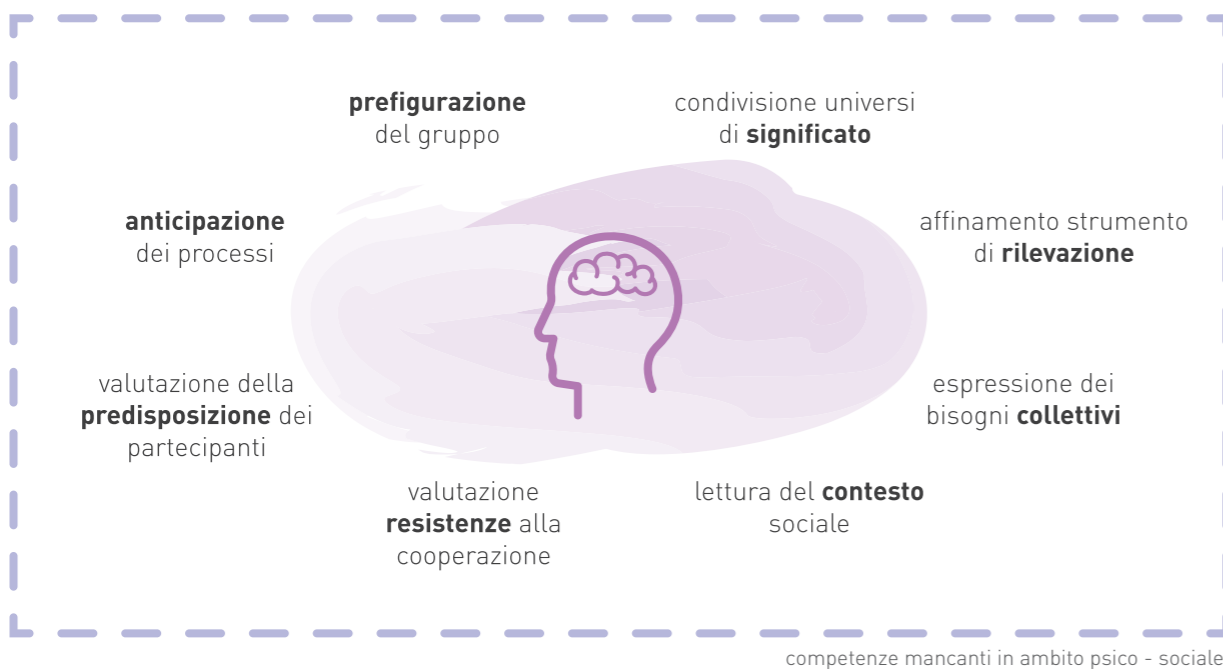 prefigurazione
del gruppo
condivisione universi
di significato
anticipazione
dei processi
affinamento strumento
di rilevazione
valutazione della
predisposizione dei
partecipanti
espressione dei
bisogni collettivi
valutazione
resistenze alla
cooperazione
lettura del contesto
sociale
competenze mancanti in ambito psico - sociale